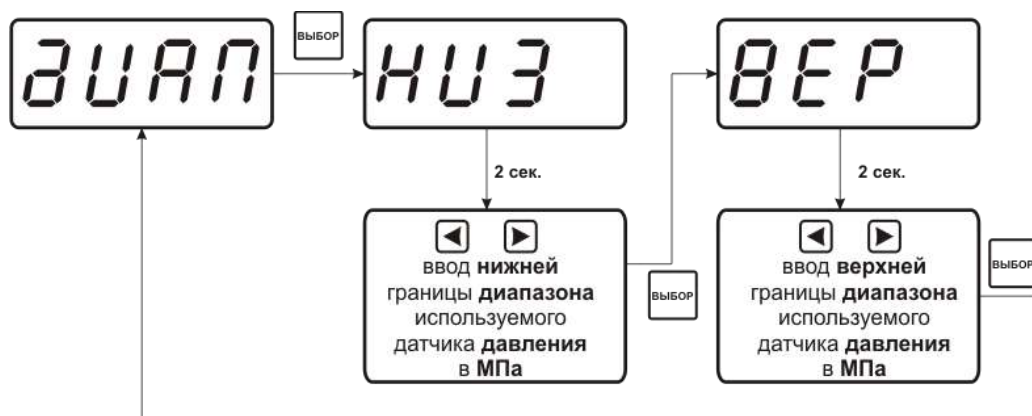 ВЫБОР
диАП
НИЗ
ВЕР
2 сек.
2 сек.
ввод нижней
границы диапазона
используемого
датчика давления
в МПа
ВЫБОР
ввод верхней
границы диапазона
используемого
датчика давления
в МПа
ВЫБОР